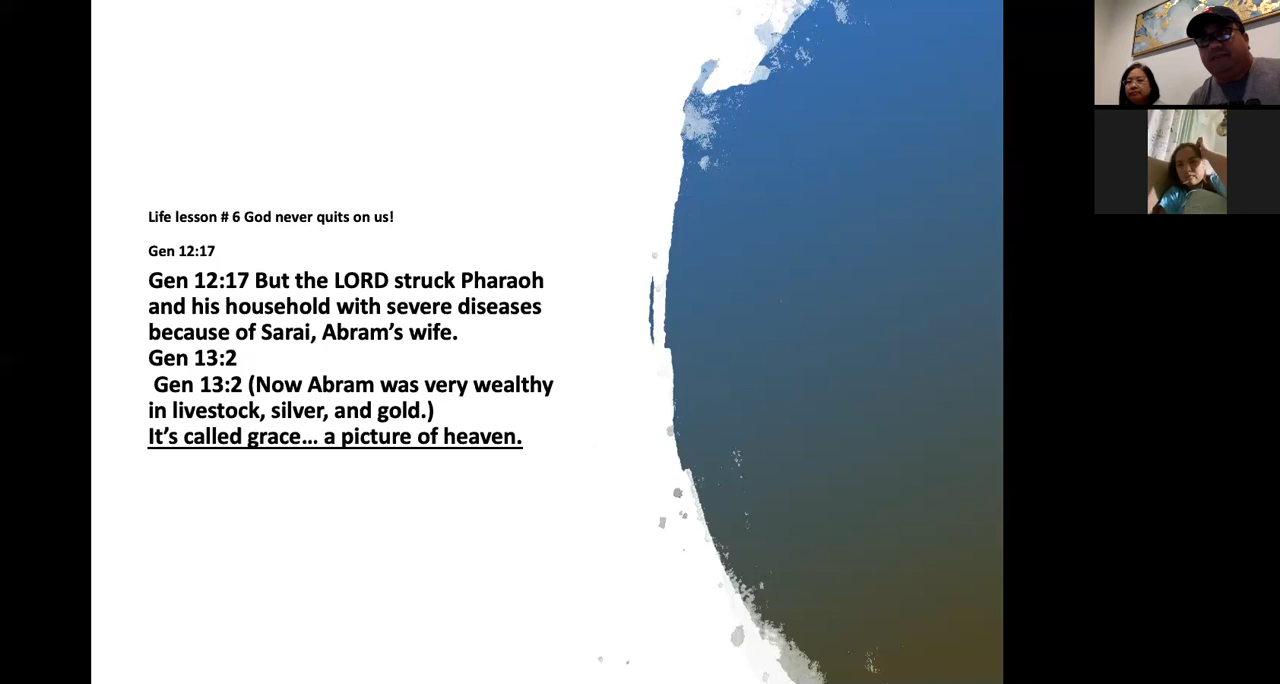 Life lesson # 6 God never quits on us!
Gen 12:17
Gen 12:17 But the LORD struck Pharaoh
and his household with severe diseases
because of Sarai, Abram’s wife.
Gen 13:2
Gen 13:2 (Now Abram was very wealthy
in livestock, silver, and gold.)
It’s called grace... a picture of heaven.